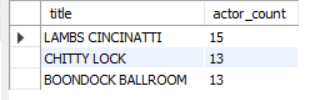 title actor_count
LAMBS CINCINATTI 15
CHITTY LOCK 13
BOONDOCK BALLROOM 13